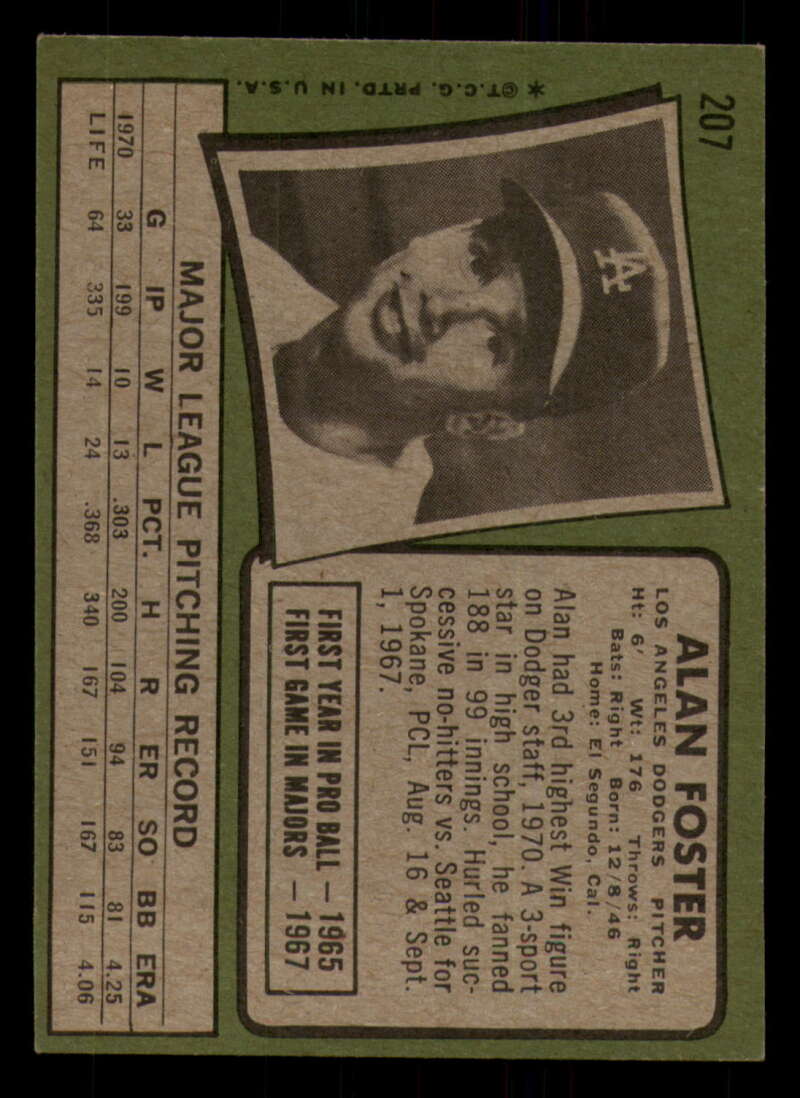 207
*©T.C.G. PRTD. IN U.S.A.
LA
ALAN FOSTER
LOS ANGELES DODGERS PITCHER
Ht: 6' Wt: 176 Throws: Right
Bats: Right Born: 12/8/46
Home: El Segundo, Cal.
Alan had 3rd highest Win figure
on Dodger staff, 1970. A 3-sport
star in high school, he fanned
188 in 99 innings. Hurled suc-
cessive no-hitters vs. Seattle for
Spokane, PCL, Aug. 16 & Sept.
1, 1967.
FIRST YEAR IN PRO BALL — 1965
FIRST GAME IN MAJORS — 1967
MAJOR LEAGUE PITCHING RECORD
G IP W L PCT. H R ER SO BB ERA
1970 33 199 10 13 .303 200 104 94 83 81 4.25
LIFE 64 335 14 24 .368 340 167 151 167 115 4.06